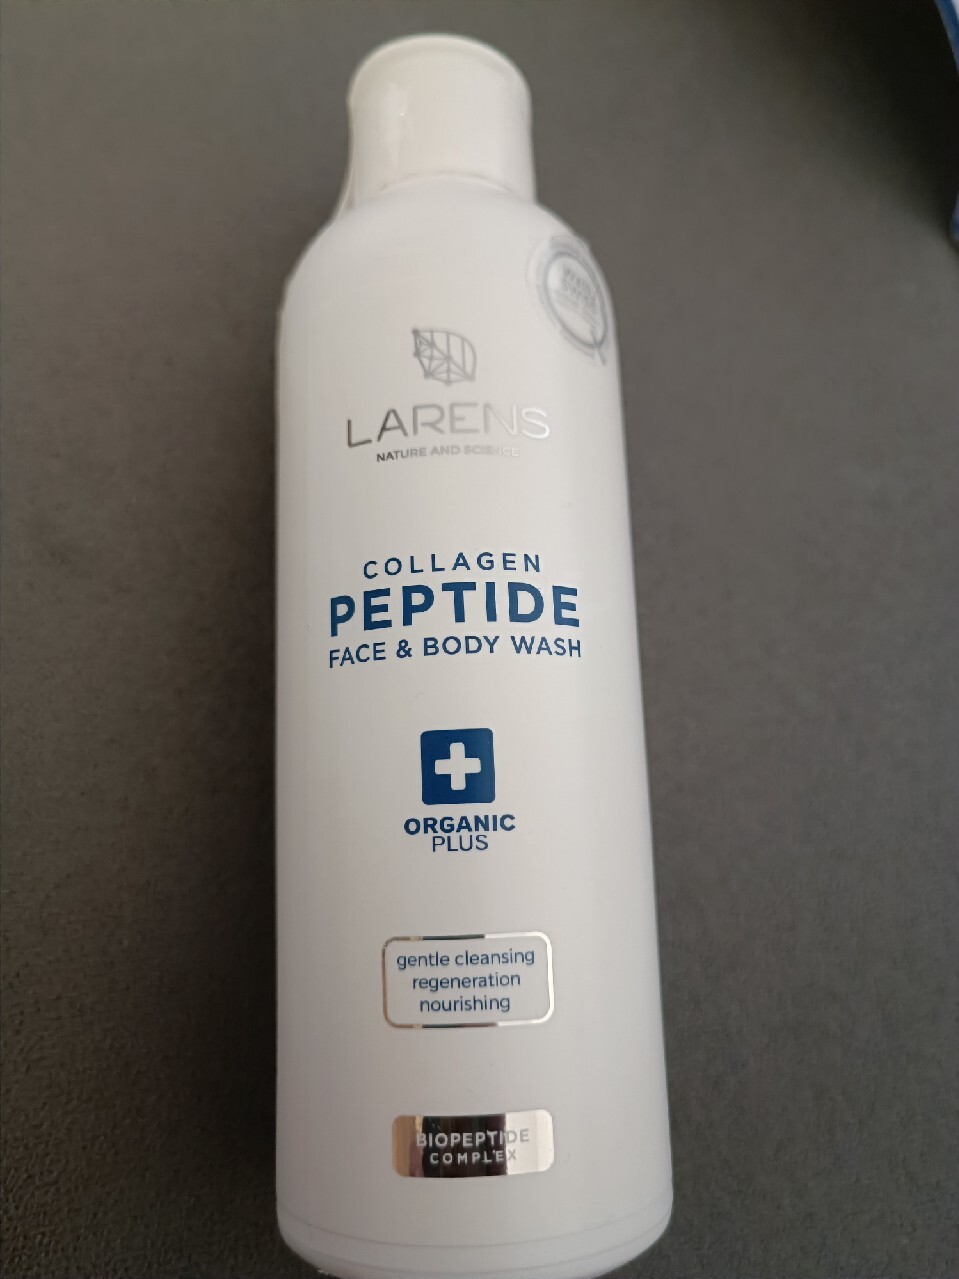 LARENS
NATURE AND SCIENCE
COLLAGEN
PEPTIDE
FACE & BODY WASH
ORGANIC
PLUS
gentle cleansing
regeneration
nourishing
BIOPEPTIDE
COMPLEX